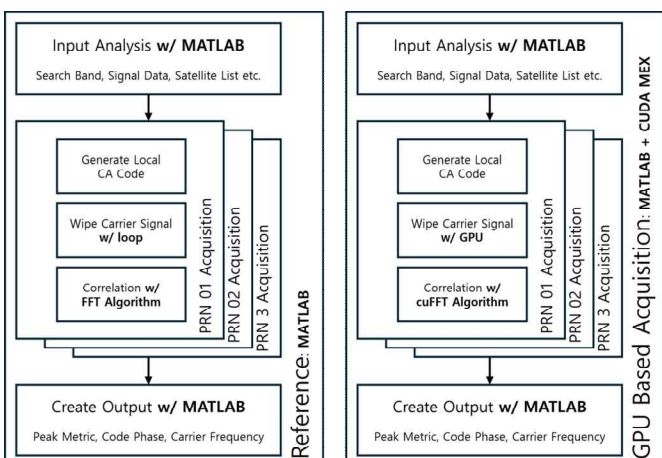 Input Analysis w/ MATLAB
Search Band, Signal Data, Satellite List etc.
Generate Local
CA Code
Wipe Carrier Signal
w/ loop
Correlation w/
FFT Algorithm
PRN 01 Acquisition
PRN 02 Acquisition
PRN 3 Acquisition
Create Output w/ MATLAB
Peak Metric, Code Phase, Carrier Frequency
Reference: MATLAB
Input Analysis w/ MATLAB
Search Band, Signal Data, Satellite List etc.
Generate Local
CA Code
Wipe Carrier Signal
w/ GPU
Correlation w/
cuFFT Algorithm
PRN 01 Acquisition
PRN 02 Acquisition
PRN 3 Acquisition
Create Output w/ MATLAB
Peak Metric, Code Phase, Carrier Frequency
GPU Based Acquisition: MATLAB + CUDA MEX